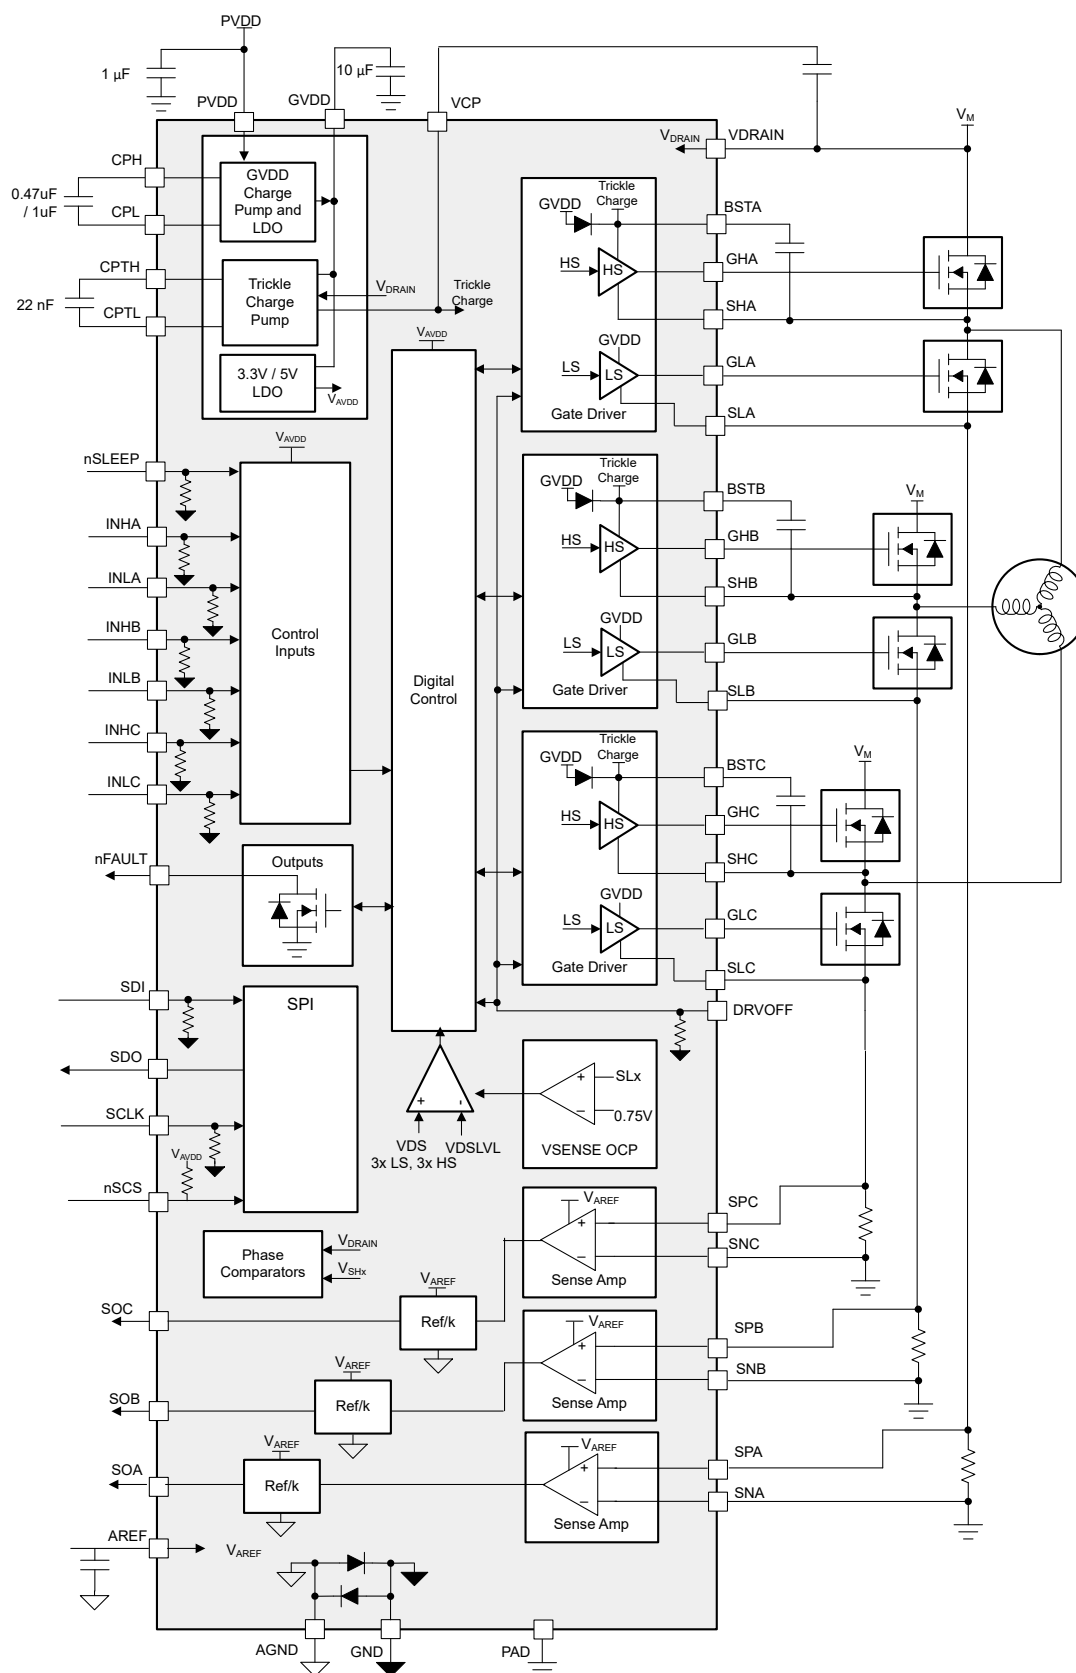 PVDD
1 µF
10 µF
PVDD
GVDD
VCP
VM
VDRAIN
VDRAIN
CPH
0.47uF
/ 1uF
CPL
GVDD
Charge
Pump and
LDO
CPTH
22 nF
CPTL
Trickle
Charge
Pump
VDRAIN
Trickle
Charge
3.3V / 5V
LDO
VAVDD
VAVDD
Digital
Control
Trickle
Charge
GVDD
HS
HS
GVDD
LS
LS
Gate Driver
BSTA
GHA
SHA
GLA
SLA
nSLEEP
INHA
INLA
INHB
INLB
INHC
INLC
VAVDD
Control
Inputs
Trickle
Charge
GVDD
HS
HS
GVDD
LS
LS
Gate Driver
BSTB
GHB
SHB
GLB
SLB
VM
Trickle
Charge
GVDD
HS
HS
GVDD
LS
LS
Gate Driver
BSTC
GHC
SHC
GLC
SLC
VM
DRVOFF
nFAULT
Outputs
SDI
SDO
SCLK
VAVDD
nSCS
SPI
+
-
VDS
3x LS, 3x HS
VDSLVL
+
−
SLx
0.75V
VSENSE OCP
Phase
Comparators
VDRAIN
VSHx
VAREF
+
−
Sense Amp
SPC
SNC
SOC
VAREF
Ref/k
VAREF
+
−
Sense Amp
SPB
SNB
SOB
VAREF
Ref/k
VAREF
+
−
Sense Amp
SPA
SNA
SOA
VAREF
Ref/k
AREF
VAREF
AGND
GND
PAD